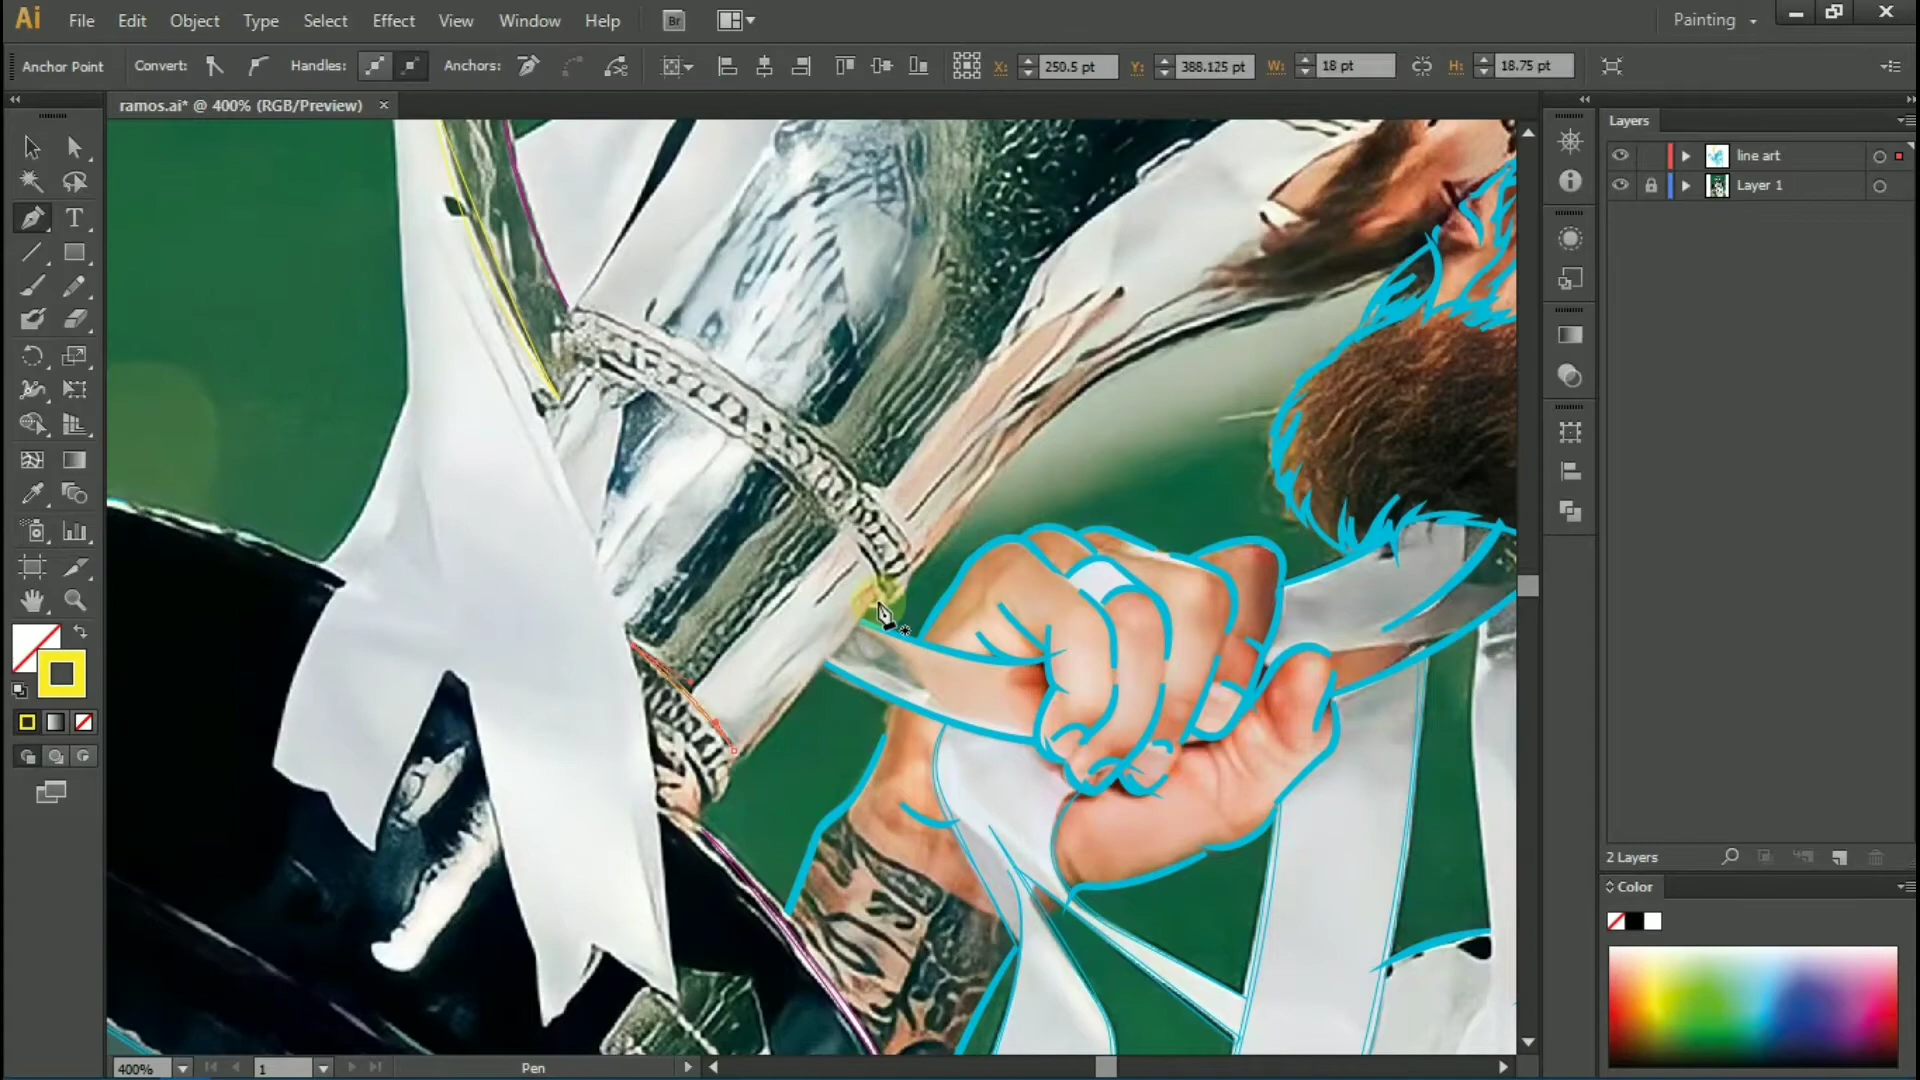 Ai File Edit Object Type Select Effect View Window Help Br Painting
Anchor Point Convert: Handles: Anchors: X: 250.5 pt Y: 388.125 pt W: 18 pt H: 18.75 pt
ramos.ai* @ 400% (RGB/Preview) ×
Layers
line art
Layer 1
T
2 Layers
Color
400% 1 Pen